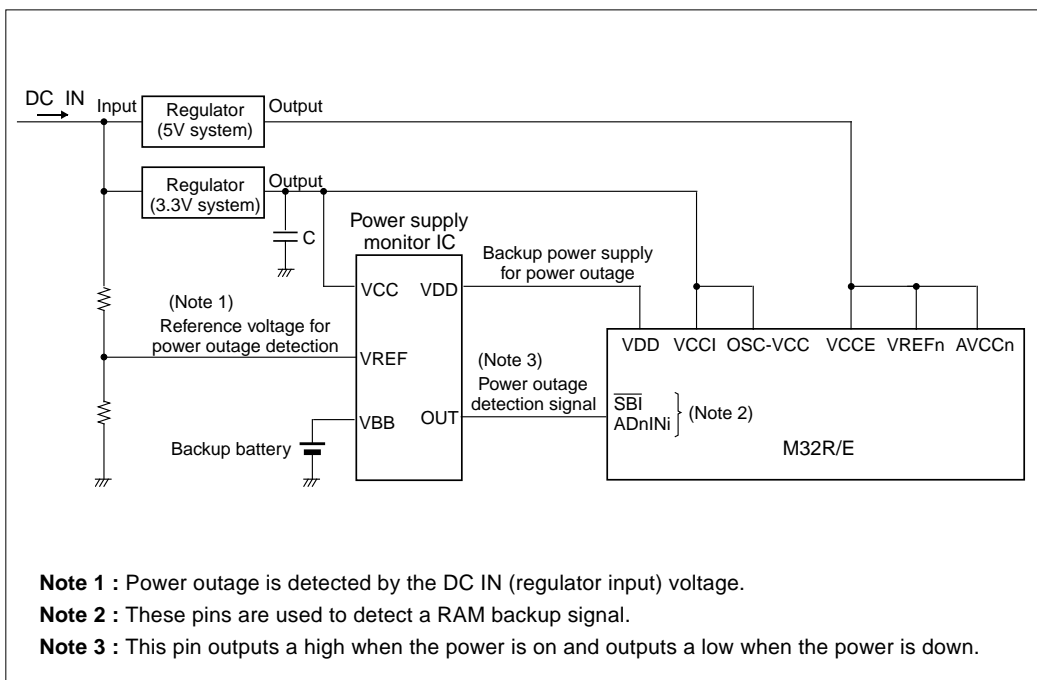 DC IN
Input
Regulator
(5V system)
Output
Regulator
(3.3V system)
Output
C
Power supply
monitor IC
Backup power supply
for power outage
VCC
VDD
(Note 1)
Reference voltage for
power outage detection
VREF
VDD
VCCI
OSC-VCC
VCCE
VREFn
AVCCn
(Note 3)
Power outage
detection signal
SBI
ADnINi
(Note 2)
VBB
OUT
Backup battery
M32R/E
Note 1 : Power outage is detected by the DC IN (regulator input) voltage.
Note 2 : These pins are used to detect a RAM backup signal.
Note 3 : This pin outputs a high when the power is on and outputs a low when the power is down.